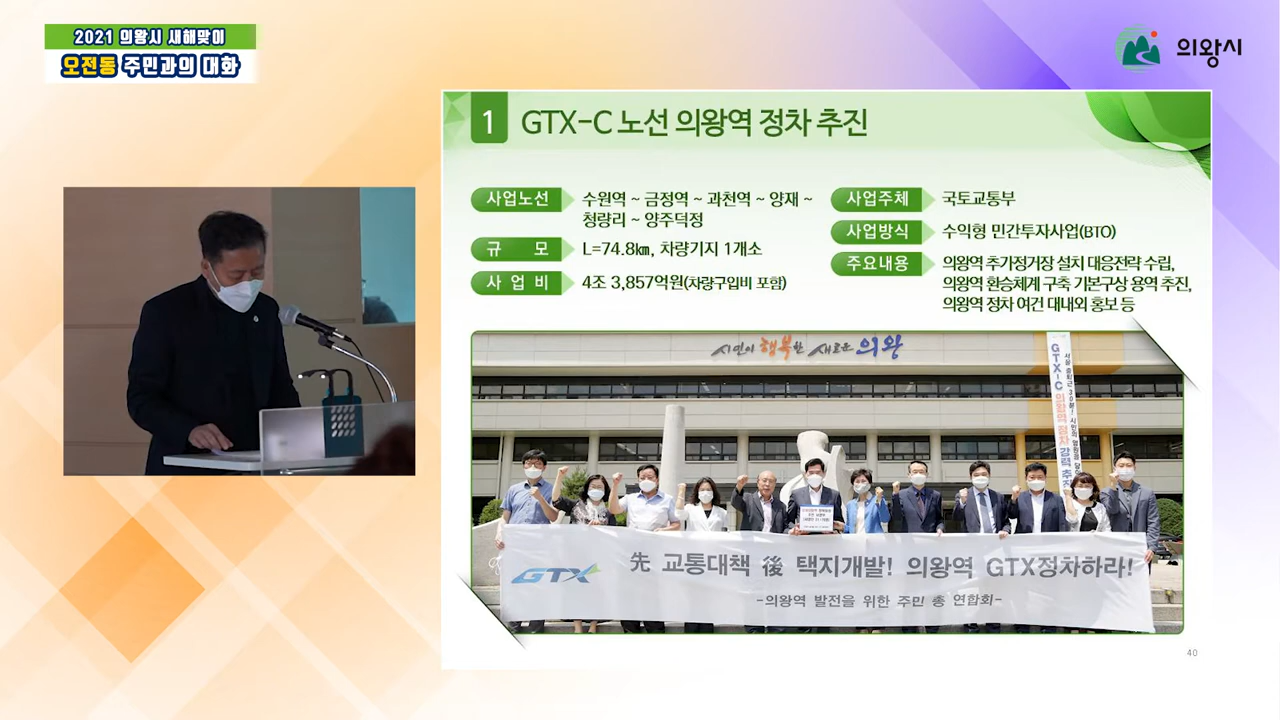 2021 의왕시 새해맞이
오전동 주민과의 대화
의왕시
1 GTX-C 노선 의왕역 정차 추진
사업노선 수원역 ~ 금정역 ~ 과천역 ~ 양재 ~
청량리 ~ 양주덕정
규 모 L=74.8㎞, 차량기지 1개소
사 업 비 4조 3,857억원(차량구입비 포함)
사업주체 국토교통부
사업방식 수익형 민간투자사업(BTO)
주요내용 의왕역 추가정거장 설치 대응전략 수립,
의왕역 환승체계 구축 기본구상 용역 추진,
의왕역 정차 여건 대내외 홍보 등
시민이 행복한 새로운 의왕
GTX-C 의왕역 정차 강력 추진
GTX 先 교통대책 後 택지개발! 의왕역 GTX정차하라!
-의왕역 발전을 위한 주민 총 연합회-
40